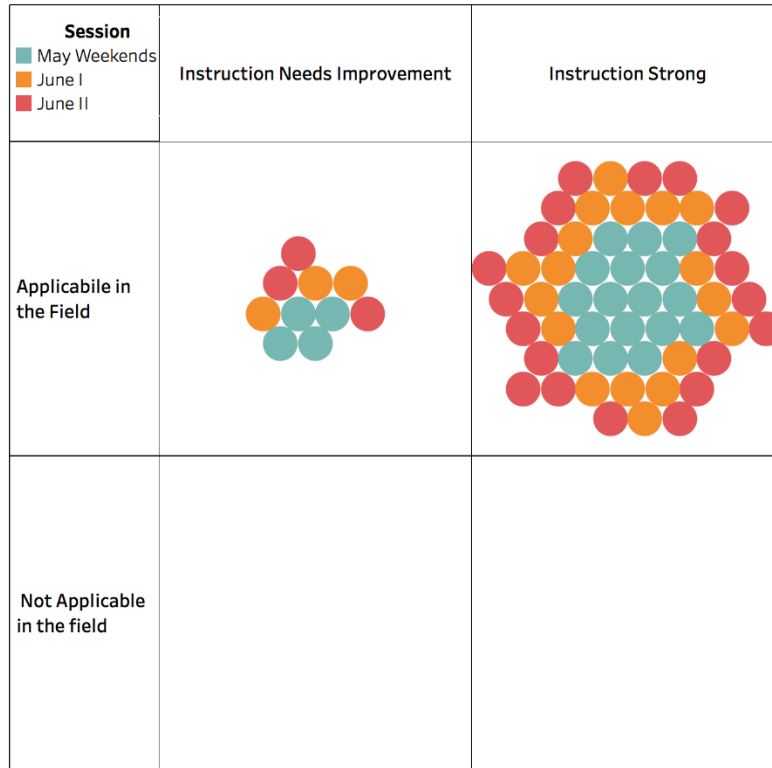 Session
May Weekends
June I
June II
Instruction Needs Improvement
Instruction Strong
Applicabile in
the Field
Not Applicable
in the field